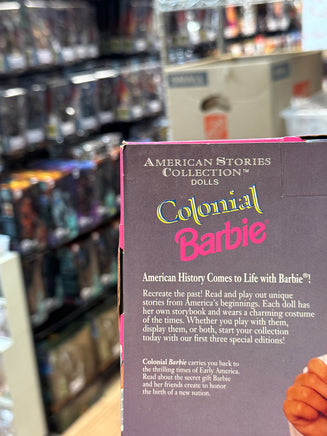 AMERICAN STORIES
COLLECTION™
DOLLS
Colonial
Barbie®
American History Comes to Life with Barbie®!
Recreate the past! Read and play out unique
stories from America's beginnings. Each doll has
her own storybook and wears a charming costume
of the times. Whether you play with them,
display them, or both, start your collection
today with our first three special editions!
Colonial Barbie carries you back to
the thrilling times of Early America.
Read about the secret gift Barbie
and her friends create to honor
the birth of a new nation.